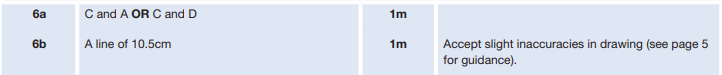 6a C and A OR C and D 1m
6b A line of 10.5cm 1m Accept slight inaccuracies in drawing (see page 5
for guidance).